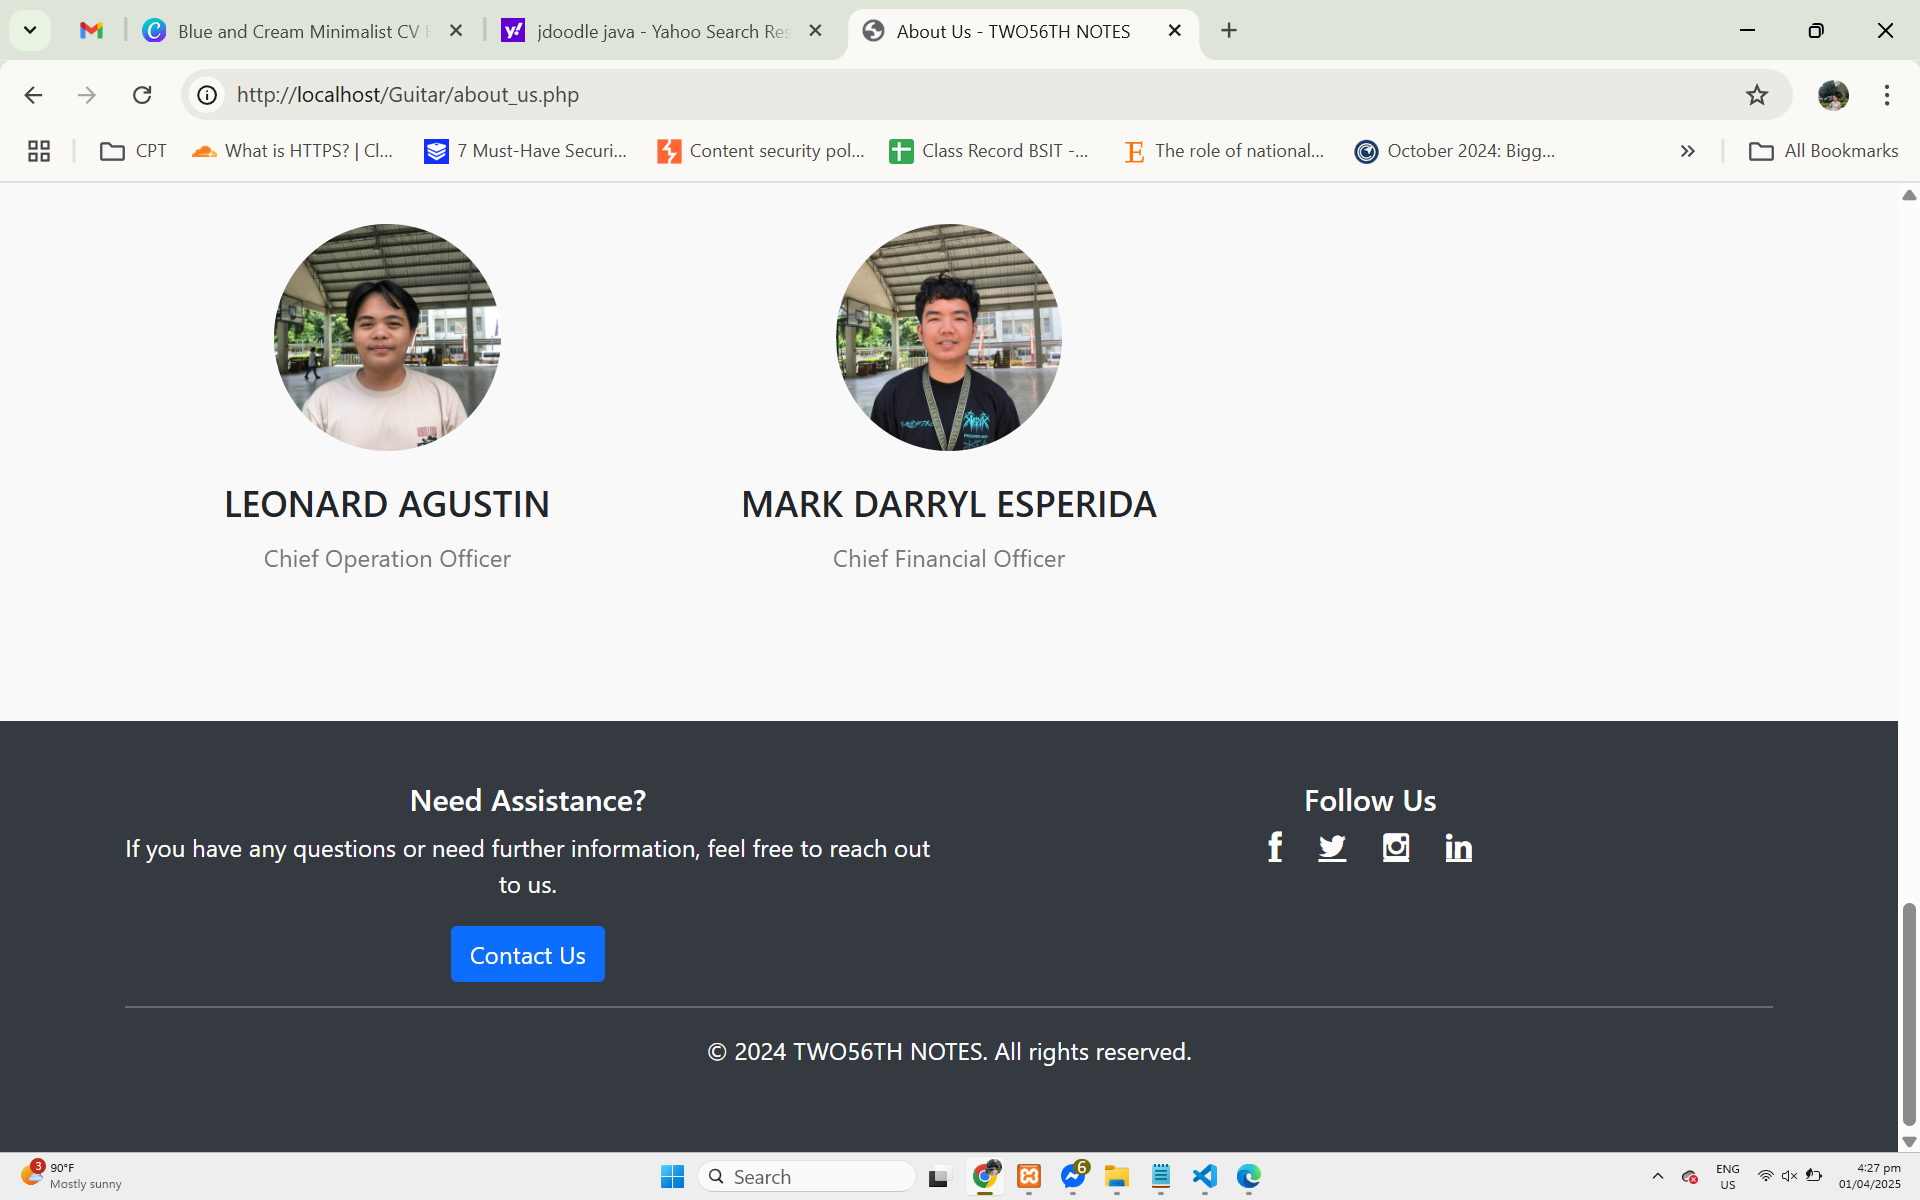 Blue and Cream Minimalist CV
jdoodle java - Yahoo Search Res
About Us - TWO56TH NOTES
http://localhost/Guitar/about_us.php
CPT
What is HTTPS? | Cl...
7 Must-Have Securi...
Content security pol...
Class Record BSIT -...
The role of national...
October 2024: Bigg...
All Bookmarks
LEONARD AGUSTIN
Chief Operation Officer
MARK DARRYL ESPERIDA
Chief Financial Officer
Need Assistance?
If you have any questions or need further information, feel free to reach out
to us.
Contact Us
Follow Us
© 2024 TWO56TH NOTES. All rights reserved.
3
90°F
Mostly sunny
Search
6
ENG
US
4:27 pm
01/04/2025